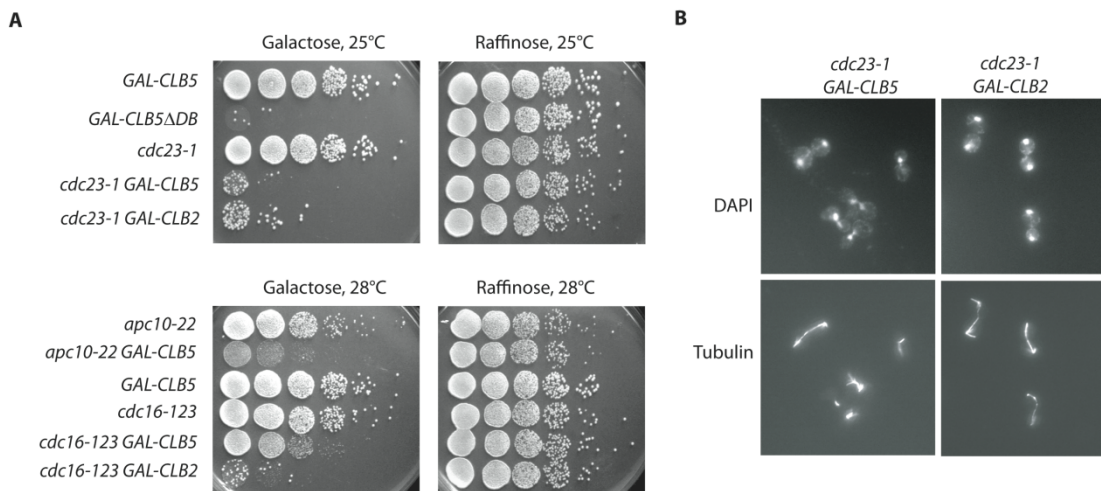 A
Galactose, 25°C
Raffinose, 25°C
GAL-CLB5
GAL-CLB5ΔDB
cdc23-1
cdc23-1 GAL-CLB5
cdc23-1 GAL-CLB2
Galactose, 28°C
Raffinose, 28°C
apc10-22
apc10-22 GAL-CLB5
GAL-CLB5
cdc16-123
cdc16-123 GAL-CLB5
cdc16-123 GAL-CLB2
B
cdc23-1
GAL-CLB5
cdc23-1
GAL-CLB2
DAPI
Tubulin